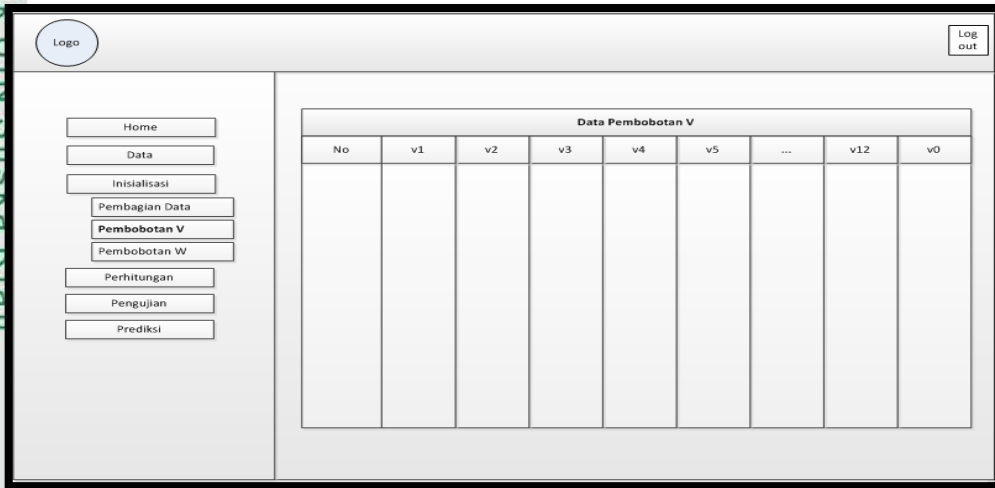 Logo
Log
out
Home
Data
Inisialisasi
Pembagian Data
Pembobotan V
Pembobotan W
Perhitungan
Pengujian
Prediksi
Data Pembobotan V
No v1 v2 v3 v4 v5 ... v12 v0